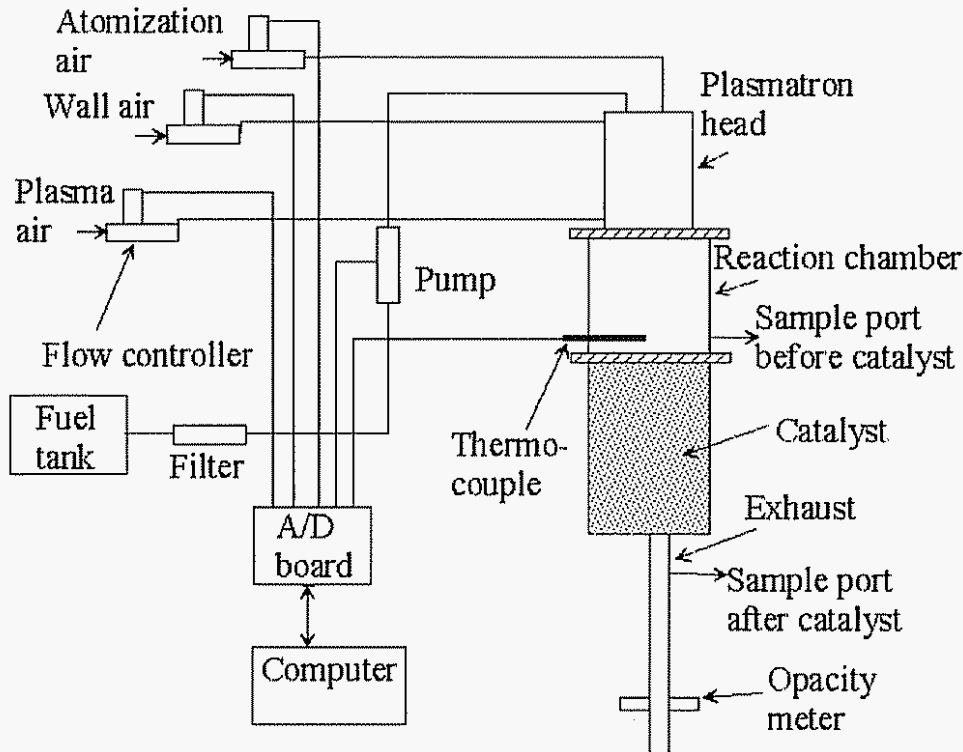 Atomization
air
Wall air
Plasma
air
Flow controller
Fuel
tank
Filter
Pump
Thermo-
couple
A/D
board
Computer
Plasmatron
head
Reaction chamber
Sample port
before catalyst
Catalyst
Exhaust
Sample port
after catalyst
Opacity
meter